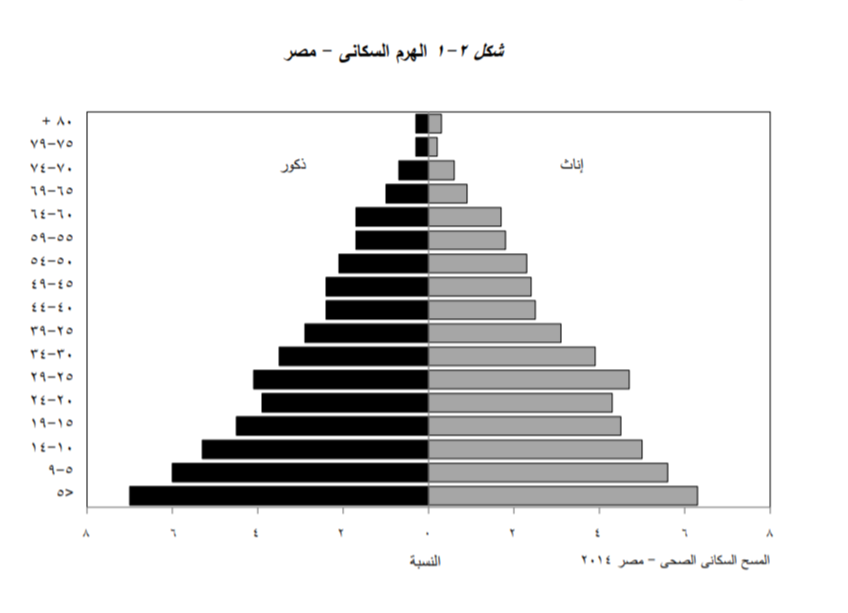 شكل ٢-١ الهرم السكانى - مصر
٨٠ +
٧٩-٧٥
ذكور
إناث
٧٤-٧٠
٦٩-٦٥
٦٤-٦٠
٥٩-٥٥
٥٤-٥٠
٤٩-٤٥
٤٤-٤٠
٣٩-٢٥
٣٤-٣٠
٢٩-٢٥
٢٤-٢٠
١٩-١٥
١٤-١٠
٩-٥
٥>
٨ ٦ ٤ ٢ ٠ ٢ ٤ ٦ ٨
النسبة
المسح السكانى الصحى - مصر ٢٠١٤